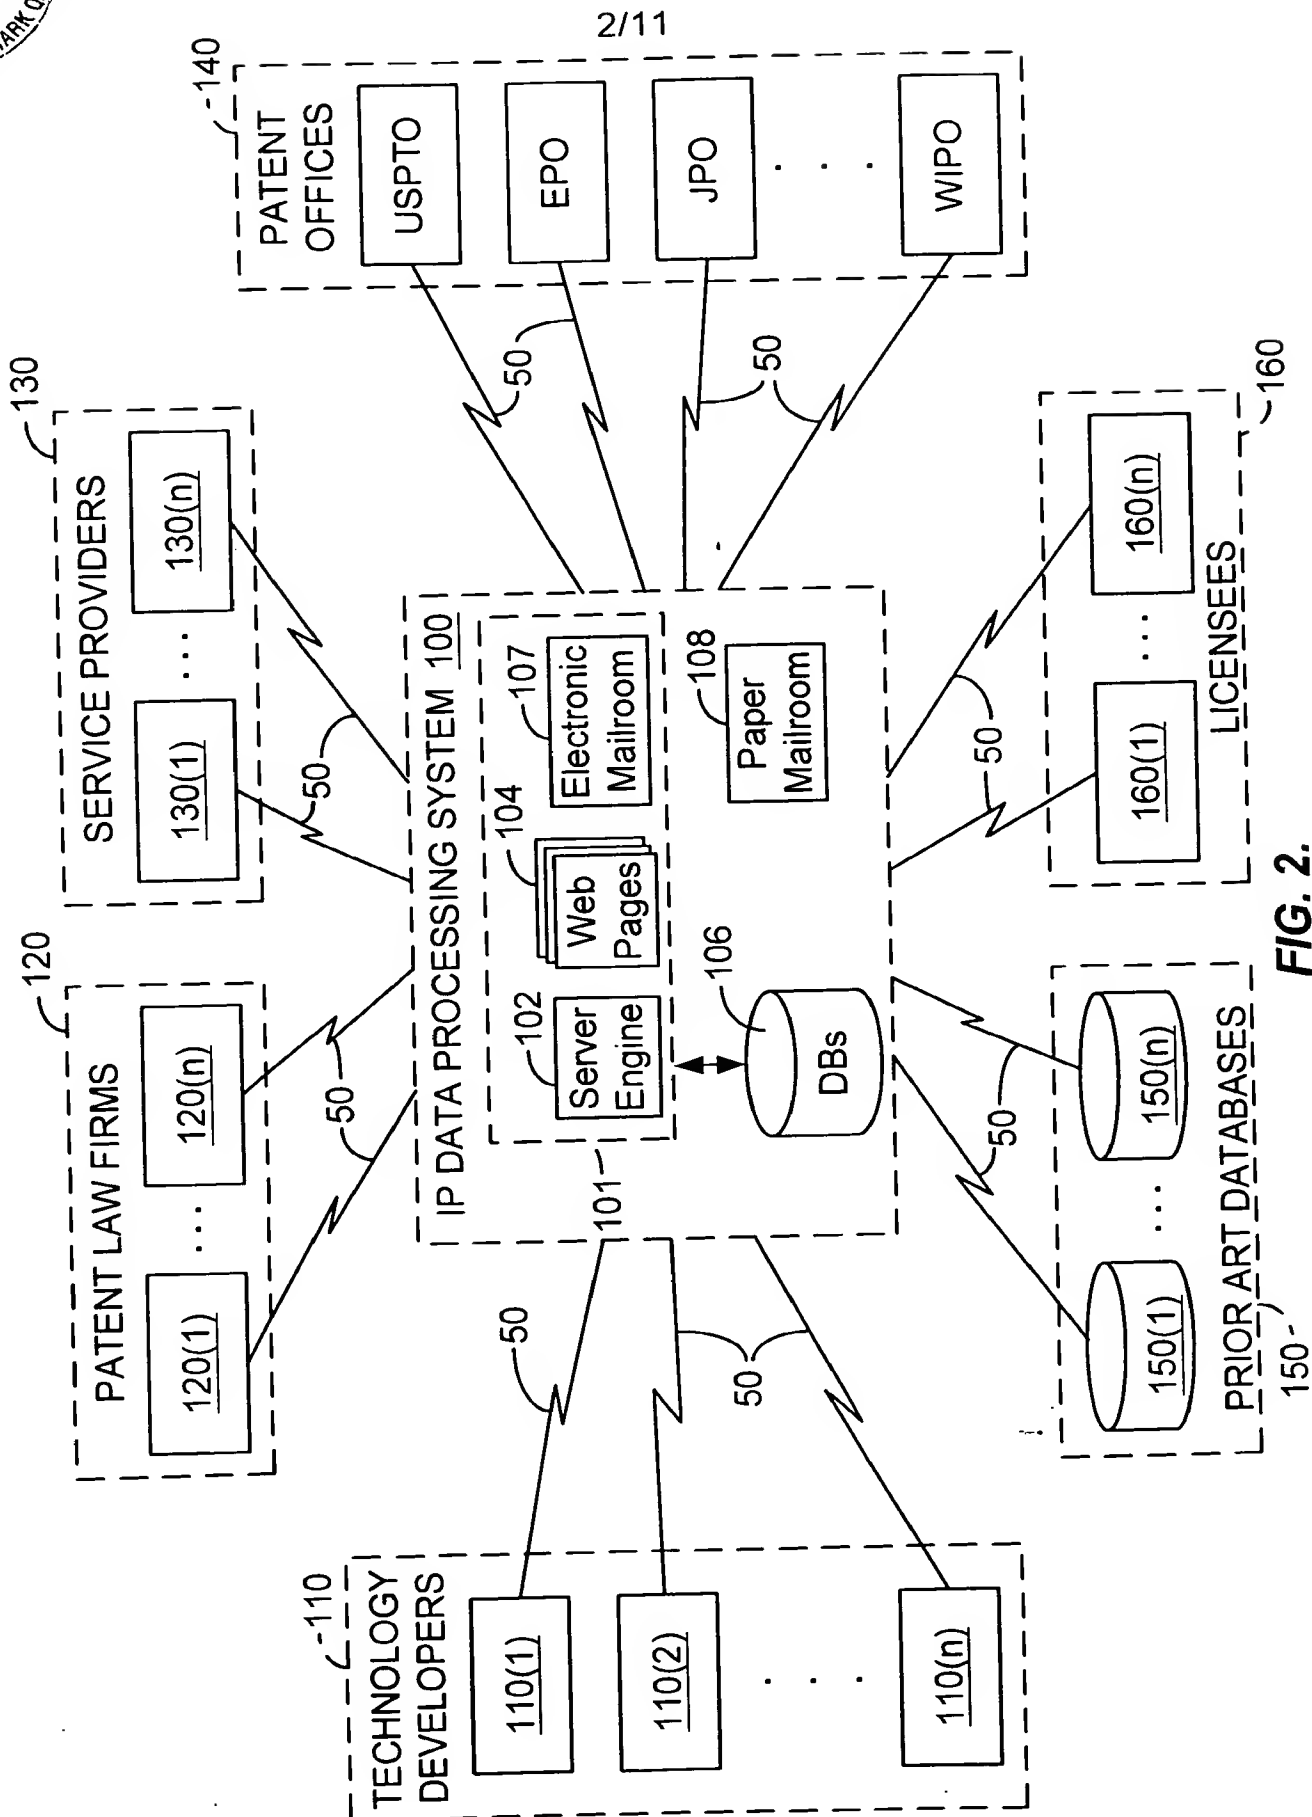 2/11
120
PATENT LAW FIRMS
120(1)
...
120(n)
50
130
SERVICE PROVIDERS
130(1)
...
130(n)
50
50
110
TECHNOLOGY
DEVELOPERS
110(1)
110(2)
. . .
110(n)
50
50
IP DATA PROCESSING SYSTEM 100
101
102
Server
Engine
104
Web
Pages
107
Electronic
Mailroom
106
DBs
108
Paper
Mailroom
140
PATENT
OFFICES
USPTO
EPO
JPO
. . .
WIPO
50
50
150(1)
...
150(n)
PRIOR ART DATABASES
150
50
160(1)
...
160(n)
LICENSEES
160
50
FIG. 2.